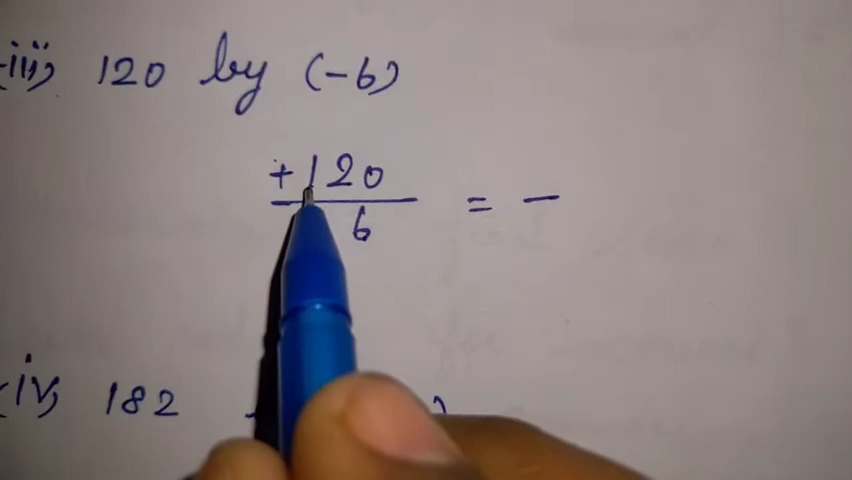 (iii) 120 by (-6)
+120
6
= -
(iv) 182